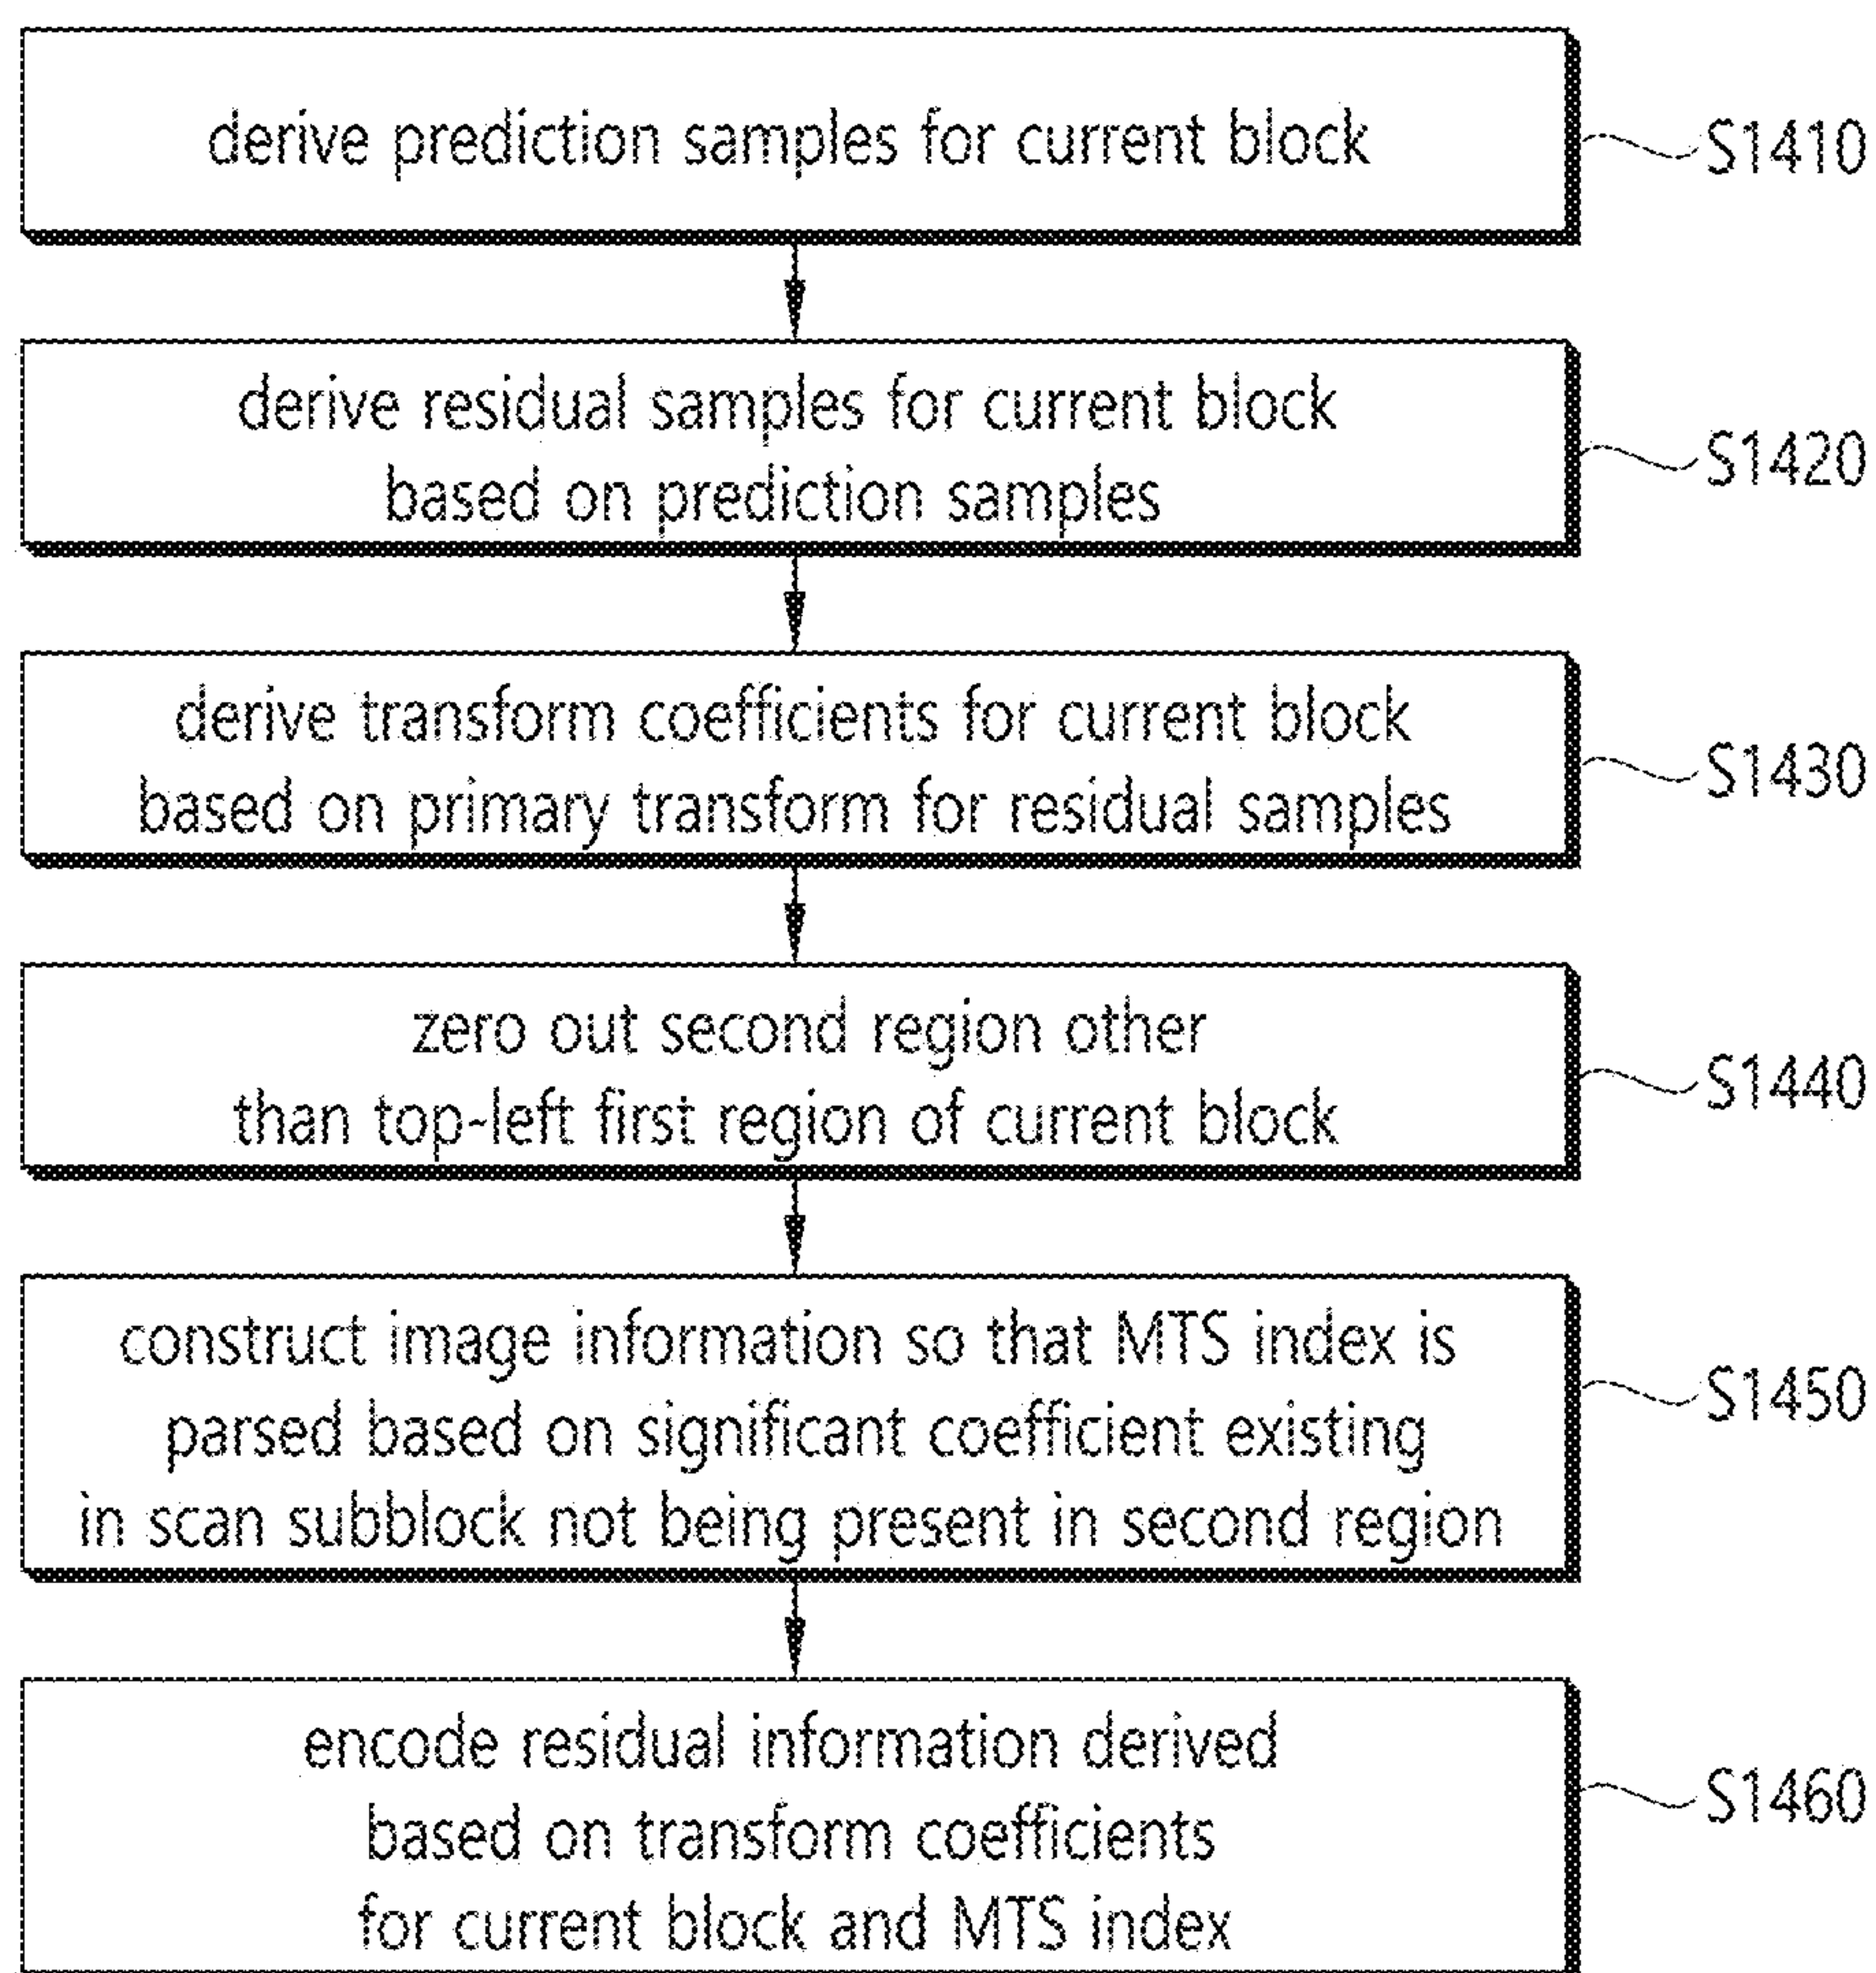 derive prediction samples for current block
S1410
derive residual samples for current block
based on prediction samples
S1420
derive transform coefficients for current block
based on primary transform for residual samples
S1430
zero out second region other
than top-left first region of current block
S1440
construct image information so that MTS index is
parsed based on significant coefficient existing
in scan subblock not being present in second region
S1450
encode residual information derived
based on transform coefficients
for current block and MTS index
S1460